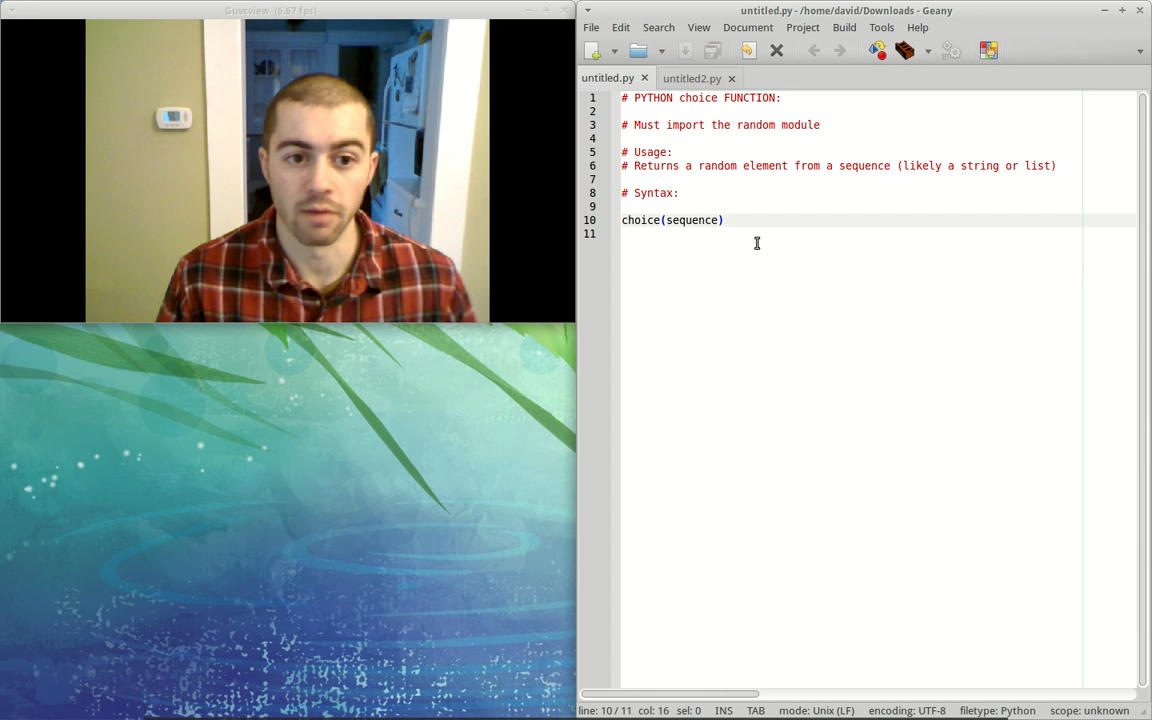 Guvcview (6.67 fps)
untitled.py - /home/david/Downloads - Geany
File Edit Search View Document Project Build Tools Help
untitled.py untitled2.py
1 # PYTHON choice FUNCTION:
2
3 # Must import the random module
4
5 # Usage:
6 # Returns a random element from a sequence (likely a string or list)
7
8 # Syntax:
9
10 choice(sequence)
11
line: 10 / 11 col: 16 sel: 0 INS TAB mode: Unix (LF) encoding: UTF-8 filetype: Python scope: unknown